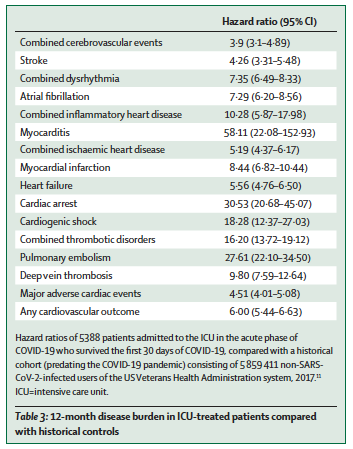 Hazard ratio (95% CI)
Combined cerebrovascular events 3·9 (3·1–4·89)
Stroke 4·26 (3·31–5·48)
Combined dysrhythmia 7·35 (6·49–8·33)
Atrial fibrillation 7·29 (6·20–8·56)
Combined inflammatory heart disease 10·28 (5·87–17·98)
Myocarditis 58·11 (22·08–152·93)
Combined ischaemic heart disease 5·19 (4·37–6·17)
Myocardial infarction 8·44 (6·82–10·44)
Heart failure 5·56 (4·76–6·50)
Cardiac arrest 30·53 (20·68–45·07)
Cardiogenic shock 18·28 (12·37–27·03)
Combined thrombotic disorders 16·20 (13·72–19·12)
Pulmonary embolism 27·61 (22·10–34·50)
Deep vein thrombosis 9·80 (7·59–12·64)
Major adverse cardiac events 4·51 (4·01–5·08)
Any cardiovascular outcome 6·00 (5·44–6·63)
Hazard ratios of 5388 patients admitted to the ICU in the acute phase of
COVID-19 who survived the first 30 days of COVID-19, compared with a historical
cohort (predating the COVID-19 pandemic) consisting of 5 859 411 non-SARS-
CoV-2-infected users of the US Veterans Health Administration system, 2017.11
ICU=intensive care unit.
Table 3: 12-month disease burden in ICU-treated patients compared
with historical controls